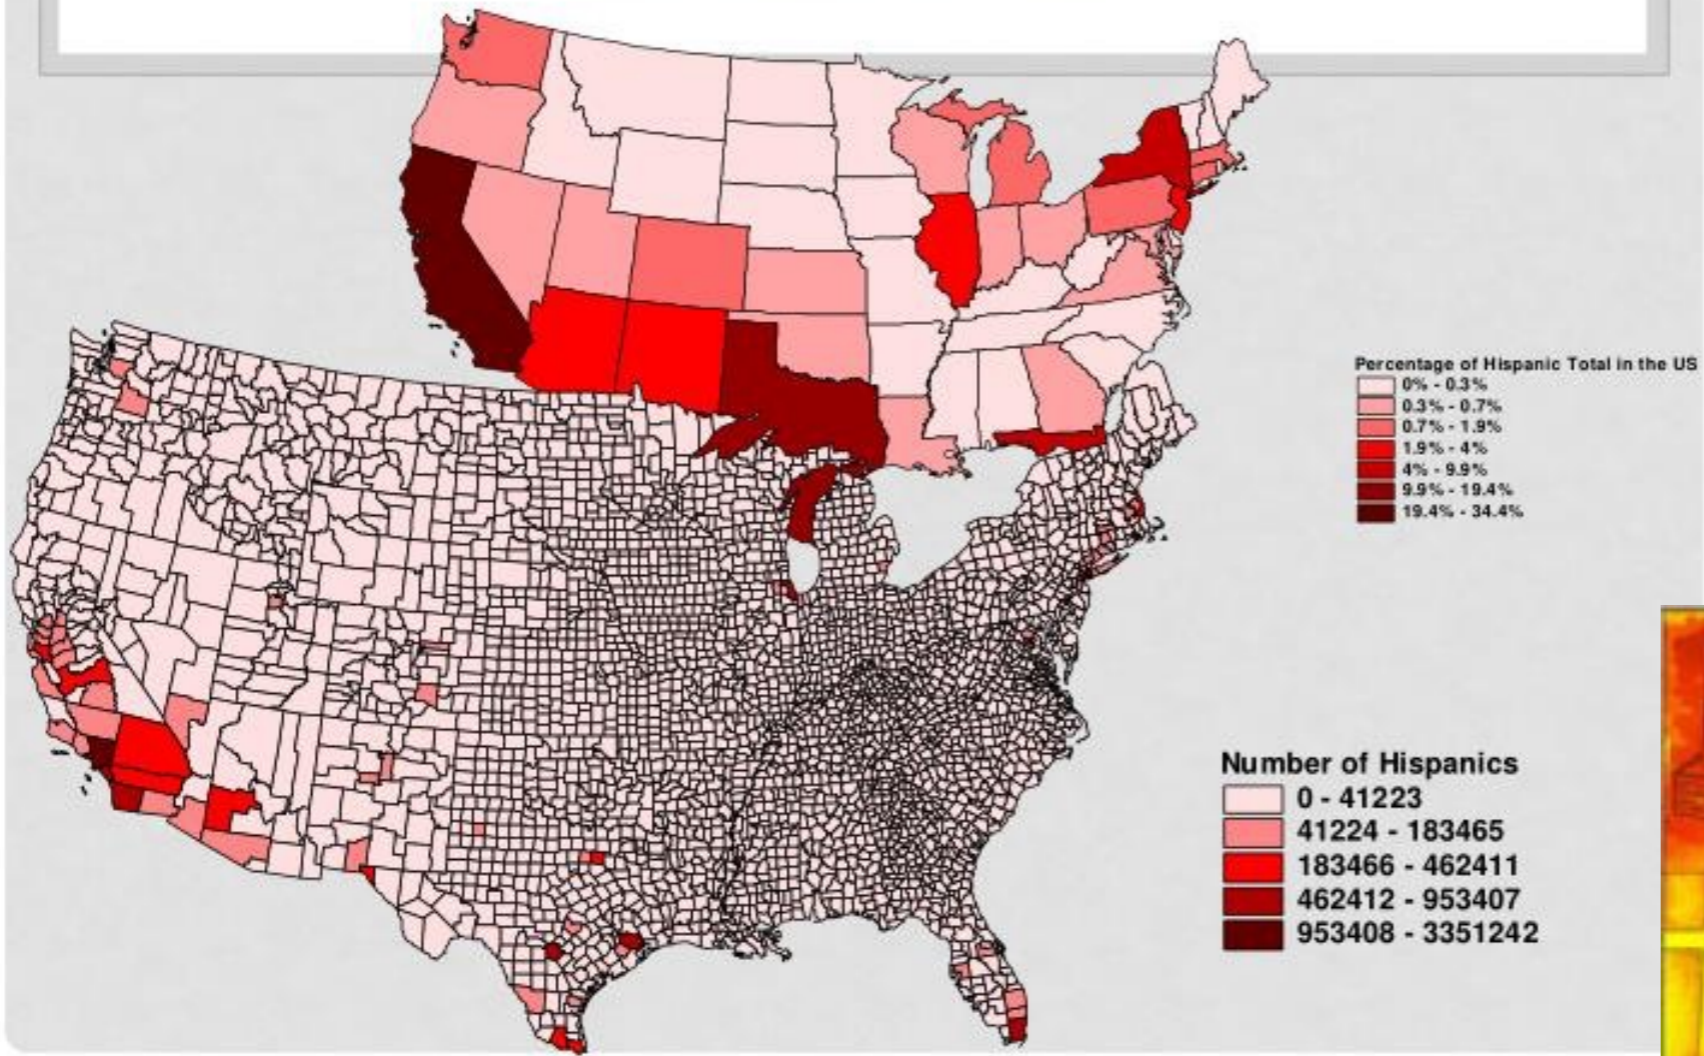 Percentage of Hispanic Total in the US
0% - 0.3%
0.3% - 0.7%
0.7% - 1.9%
1.9% - 4%
4% - 9.9%
9.9% - 19.4%
19.4% - 34.4%
Number of Hispanics
0 - 41223
41224 - 183465
183466 - 462411
462412 - 953407
953408 - 3351242